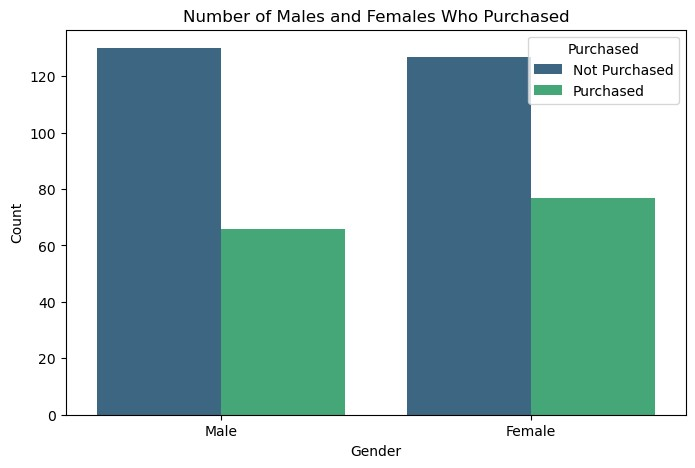 Number of Males and Females Who Purchased
Purchased
Not Purchased
Purchased
120
100
80
60
40
20
0
Count
Male
Female
Gender